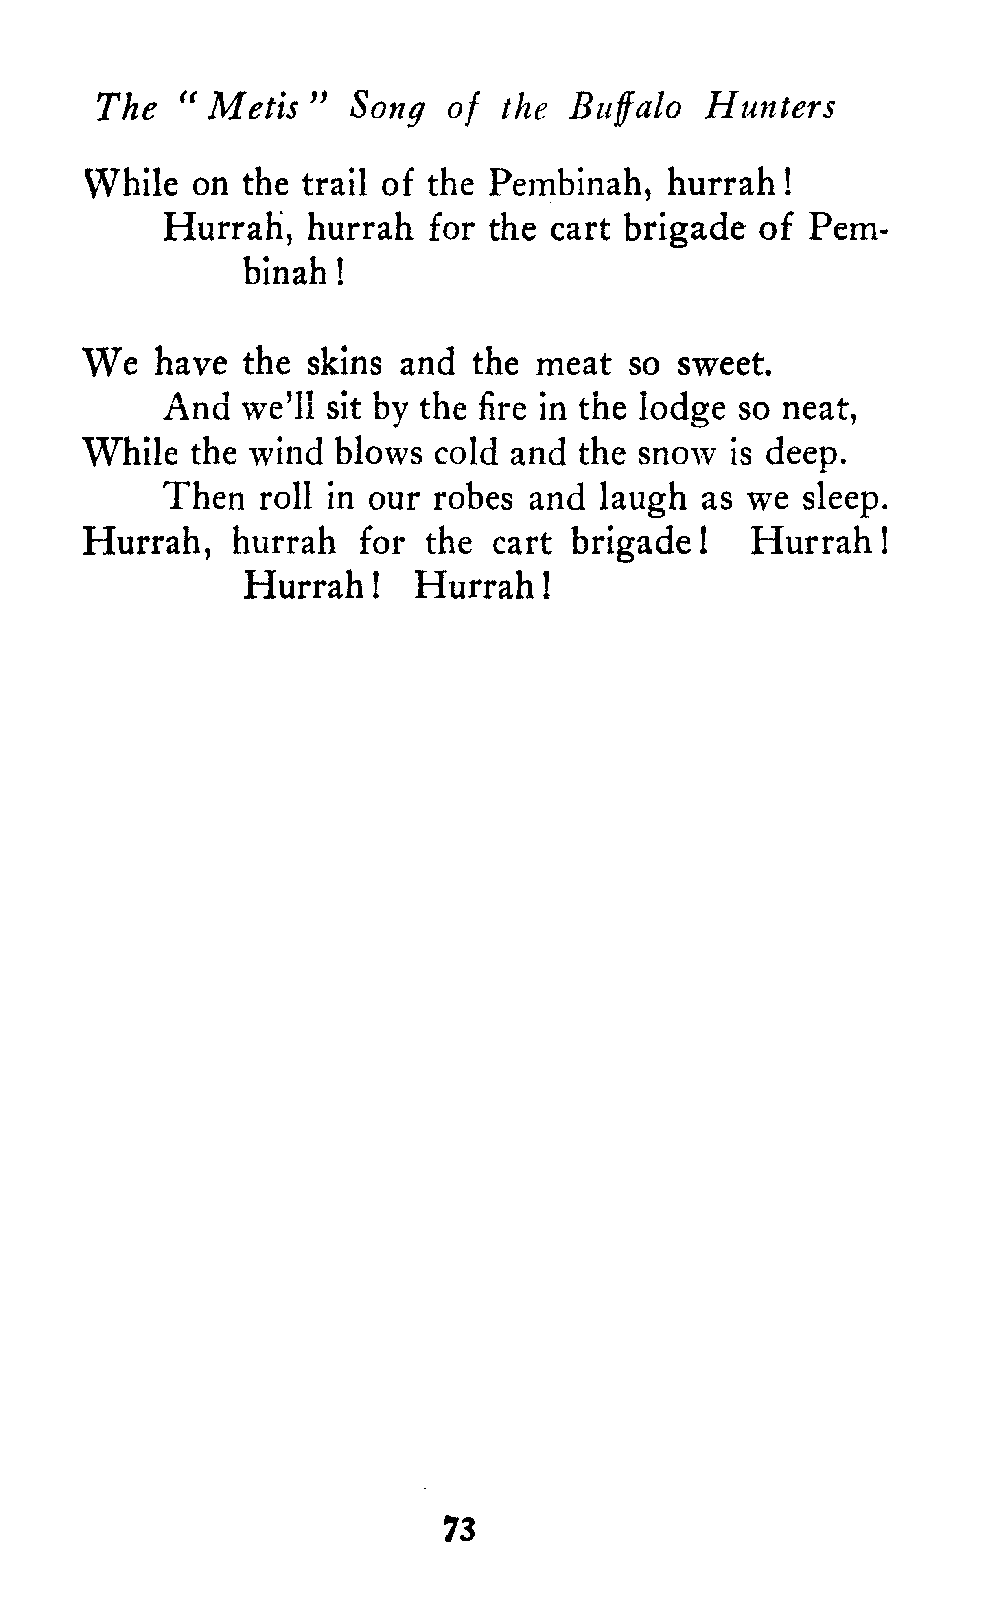 The " Metis " Song of the Buffalo Hunters
While on the trail of the Pembinah, hurrah!
Hurrah, hurrah for the cart brigade of Pem-
binah!
We have the skins and the meat so sweet.
And we'll sit by the fire in the lodge so neat,
While the wind blows cold and the snow is deep.
Then roll in our robes and laugh as we sleep.
Hurrah, hurrah for the cart brigade! Hurrah!
Hurrah! Hurrah!
73